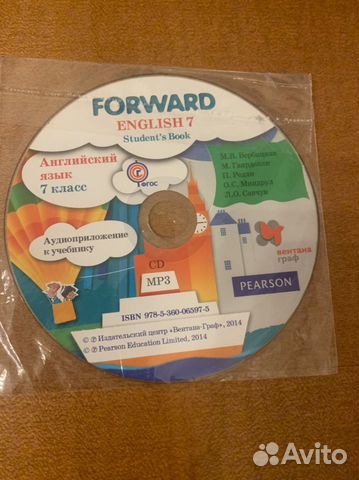 FORWARD
ENGLISH 7
Student's Book
Английский
язык
7 класс
ФГОС
М.В. Вербицкая
М. Гаярделли
П. Редли
О.С. Миндрул
Л.О. Савчук
Аудиоприложение
к учебнику
CD
MP3
вентана
граф
PEARSON
ISBN 978-5-360-06597-5
© ℗ Издательский центр «Вентана-Граф», 2014
© ℗ Pearson Education Limited, 2014
Avito